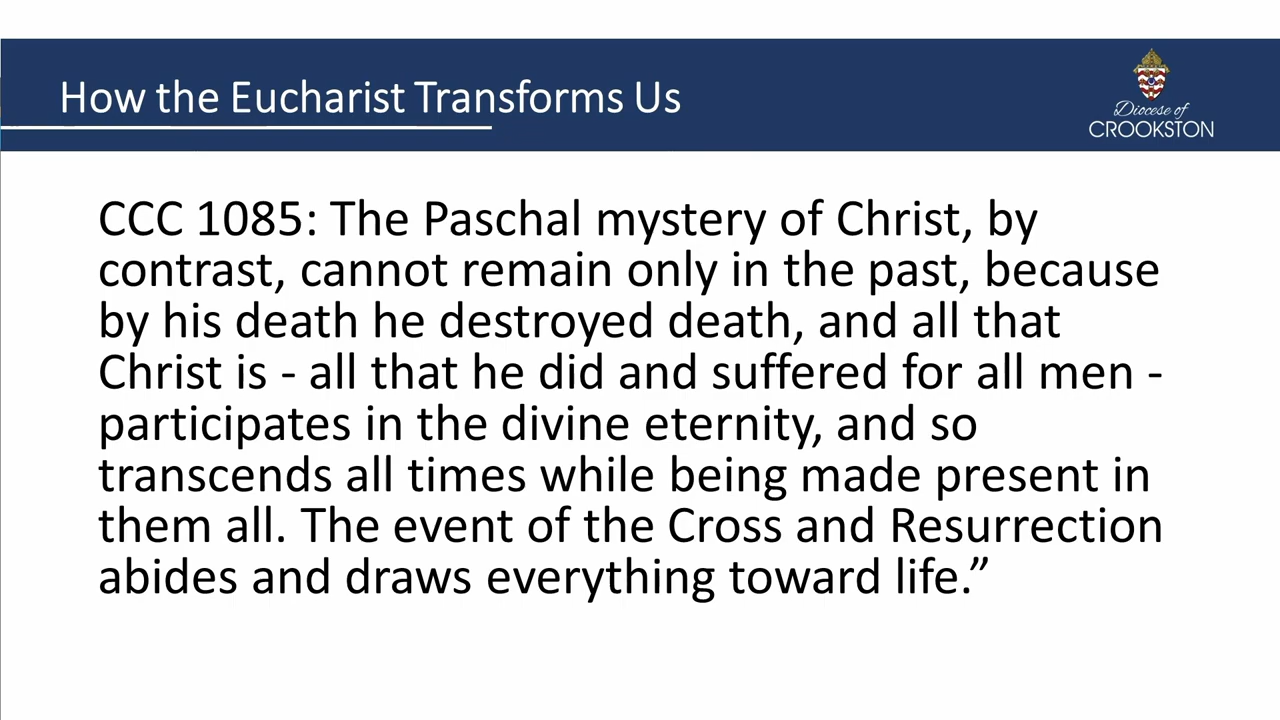 How the Eucharist Transforms Us
Diocese of
CROOKSTON
CCC 1085: The Paschal mystery of Christ, by
contrast, cannot remain only in the past, because
by his death he destroyed death, and all that
Christ is - all that he did and suffered for all men -
participates in the divine eternity, and so
transcends all times while being made present in
them all. The event of the Cross and Resurrection
abides and draws everything toward life.”